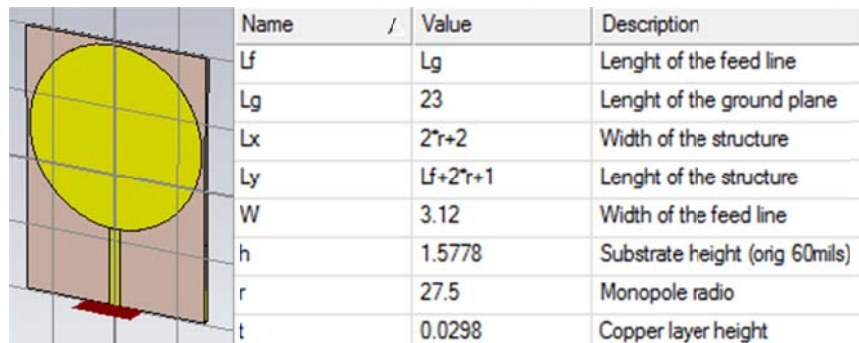 Name / Value Description
Lf Lg Lenght of the feed line
Lg 23 Lenght of the ground plane
Lx 2*r+2 Width of the structure
Ly Lf+2*r+1 Lenght of the structure
W 3.12 Width of the feed line
h 1.5778 Substrate height (orig 60mils)
r 27.5 Monopole radio
t 0.0298 Copper layer height